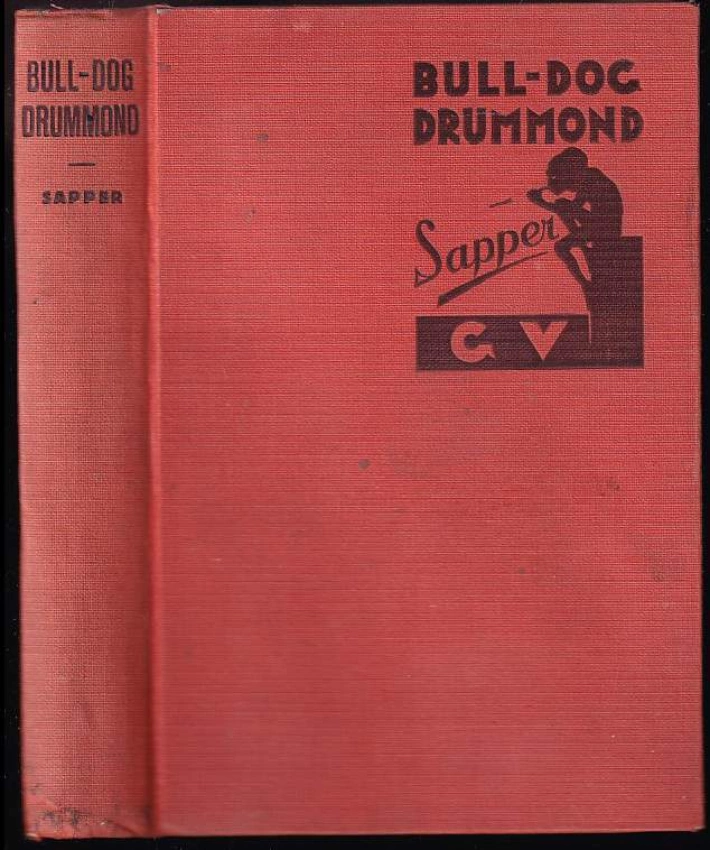 BULL-DOG
DRUMMOND
SAPPER
BULL-DOG
DRUMMOND
Sapper
G V